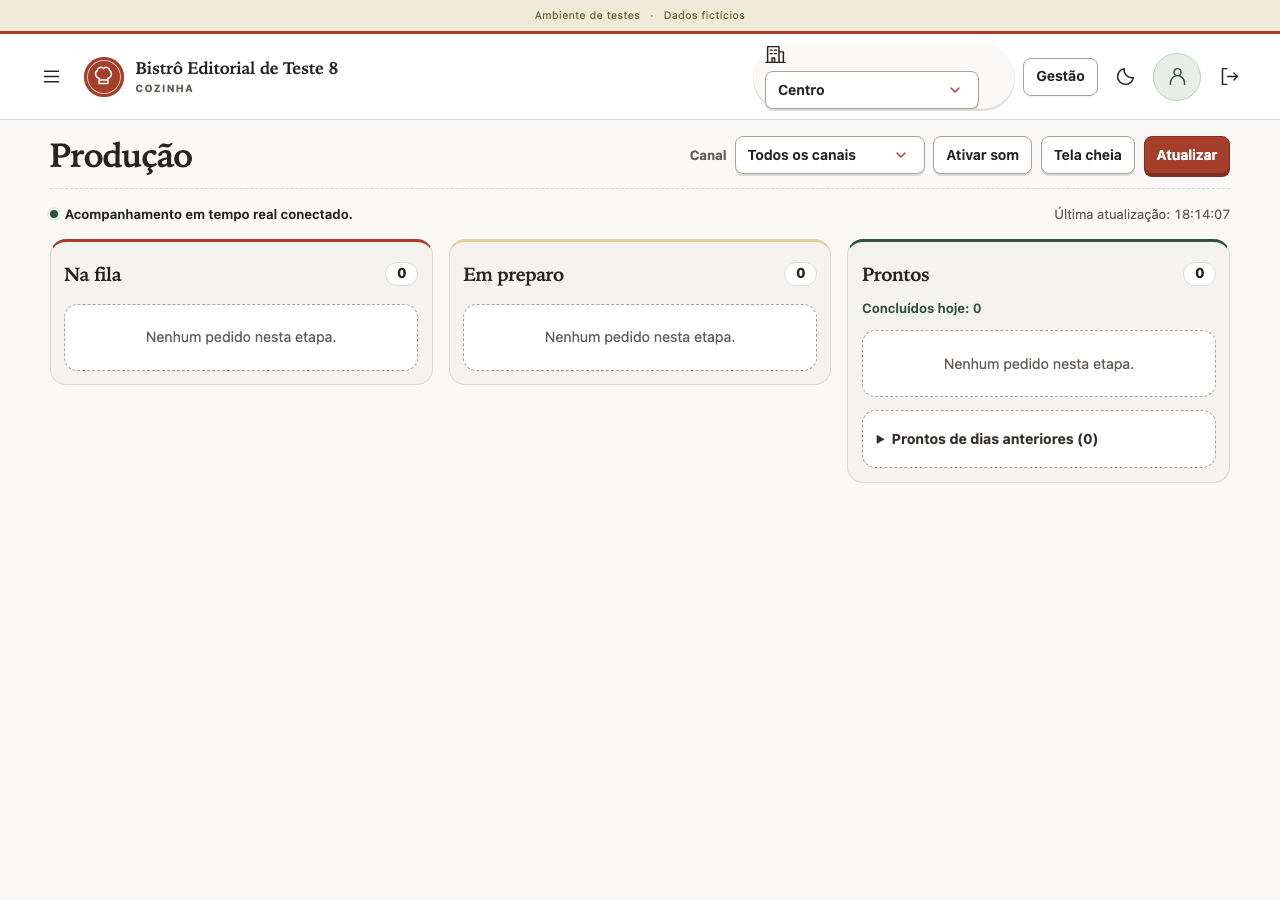 Ambiente de testes · Dados fictícios
Bistrô Editorial de Teste 8
COZINHA
Centro
Gestão
Produção
Canal
Todos os canais
Ativar som
Tela cheia
Atualizar
Acompanhamento em tempo real conectado.
Última atualização: 18:14:07
Na fila
0
Nenhum pedido nesta etapa.
Em preparo
0
Nenhum pedido nesta etapa.
Prontos
0
Concluídos hoje: 0
Nenhum pedido nesta etapa.
Prontos de dias anteriores (0)